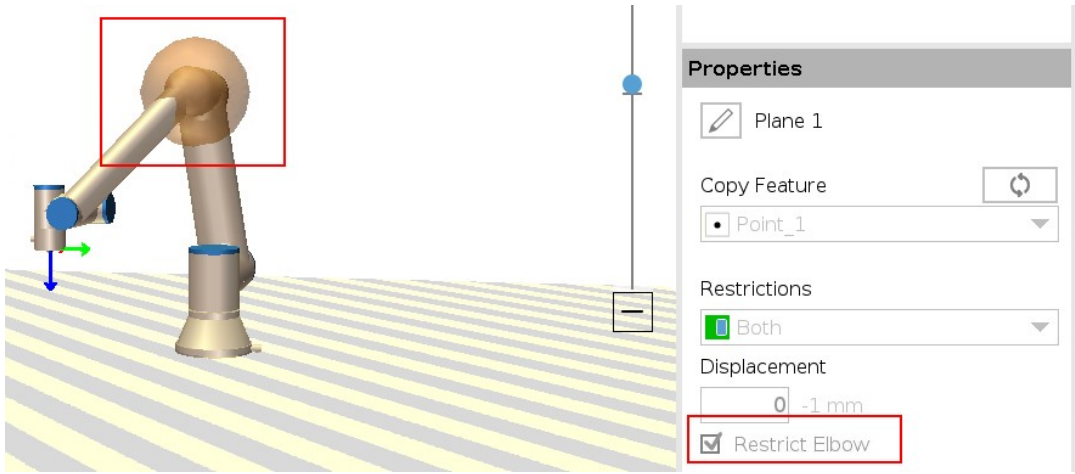 Properties
Plane 1
Copy Feature
Point_1
Restrictions
Both
Displacement
0 -1 mm
Restrict Elbow